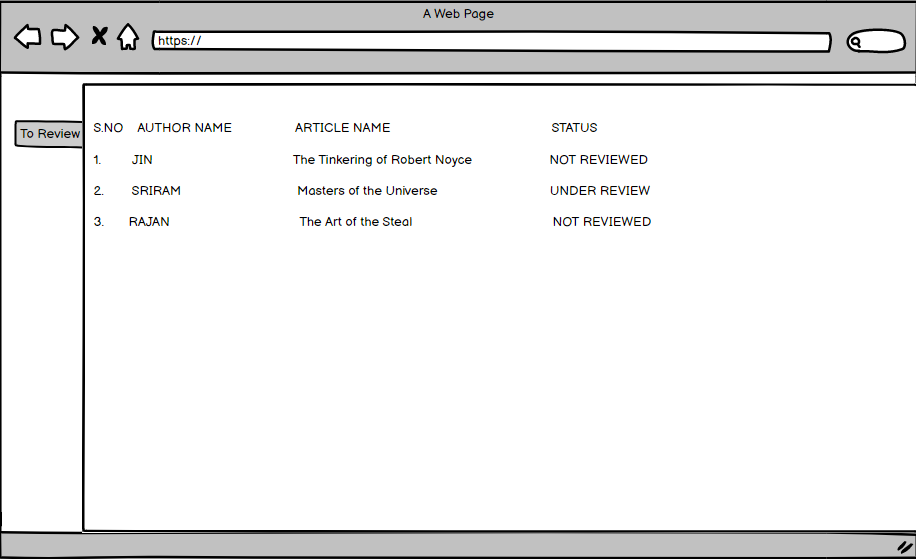 A Web Page
https://
To Review
S.NO AUTHOR NAME ARTICLE NAME STATUS
1. JIN The Tinkering of Robert Noyce NOT REVIEWED
2. SRIRAM Masters of the Universe UNDER REVIEW
3. RAJAN The Art of the Steal NOT REVIEWED